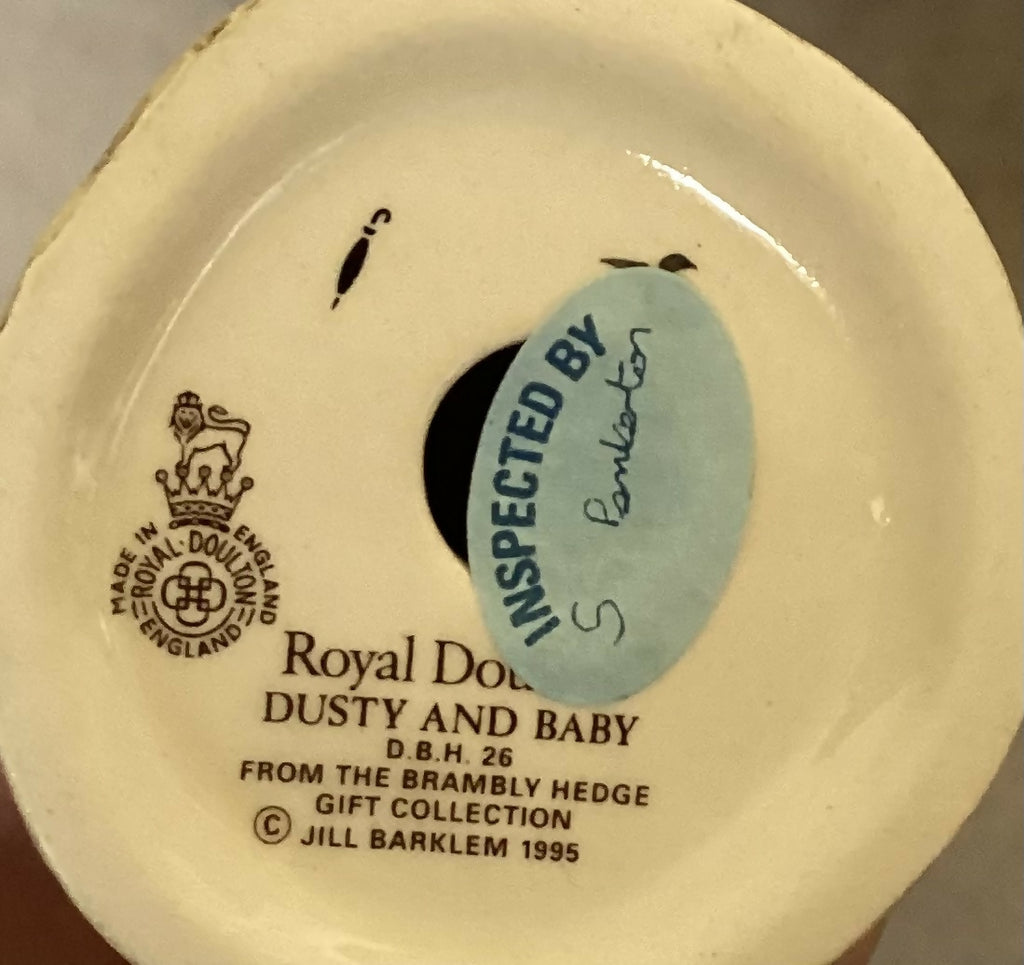 INSPECTED BY
MADE IN ENGLAND
ROYAL · DOULTON
ENGLAND
Royal Dou
DUSTY AND BABY
D.B.H. 26
FROM THE BRAMBLY HEDGE
GIFT COLLECTION
© JILL BARKLEM 1995